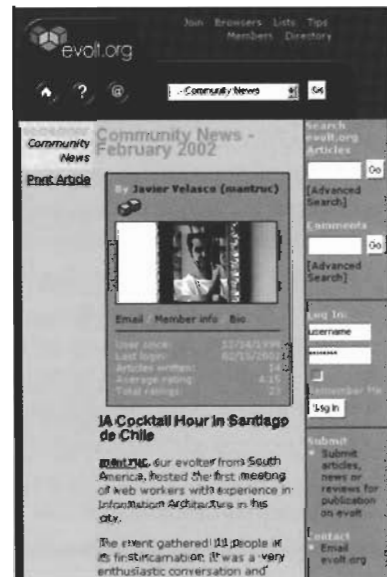 Join Browsers Lists Tips
Members Directory
evolt.org
? @
- Community News
Go
Community
News
Print Article
Community News -
February 2002
By Javier Velasco (mantruc)
Email Member info Bio
User since:
Last login:
Articles written: 14
Average rating:
Total ratings:
IA Cocktail Hour in Santiago
de Chile
mantruc, our evolter from South
America, hosted the first meeting
of web workers with experience in
Information Architecture in his
city.
The event gathered 11 people at
its first incarnation. It was a very
enthusiastic conversation and
Search
evolt.org
Articles
Go
[Advanced
Search]
Comments
Go
[Advanced
Search]
Log In:
username
********
Remember Me
Log In
Submit
Submit
articles,
news or
reviews for
publication
on evolt
Contact
Email
evolt.org